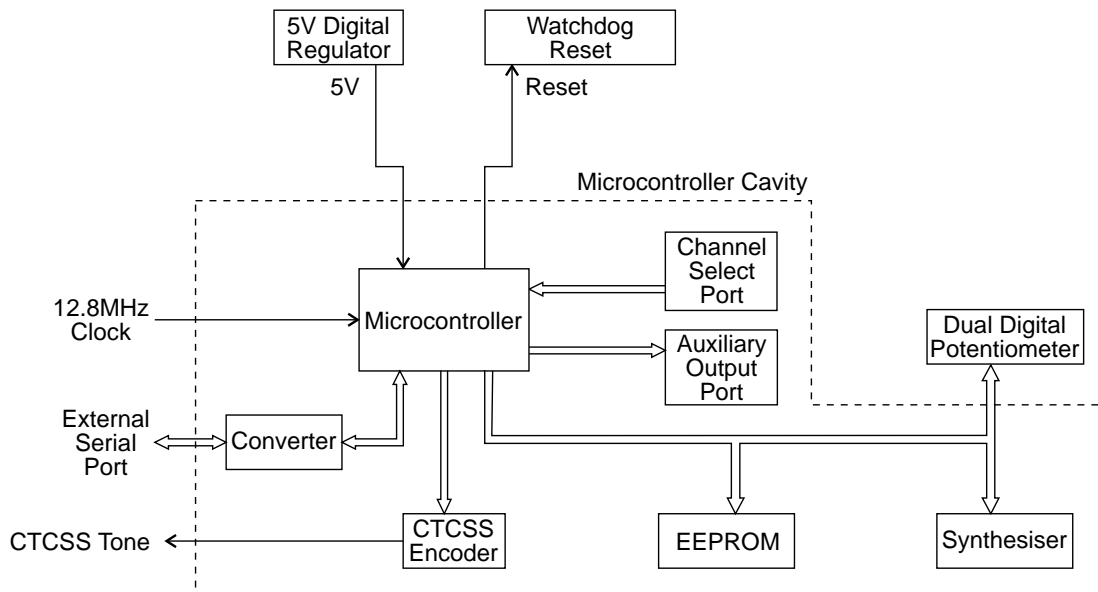 5V Digital
Regulator
Watchdog
Reset
5V
Reset
Microcontroller Cavity
Channel
Select
Port
12.8MHz
Clock
Microcontroller
Auxiliary
Output
Port
Dual Digital
Potentiometer
External
Serial
Port
Converter
CTCSS Tone
CTCSS
Encoder
EEPROM
Synthesiser